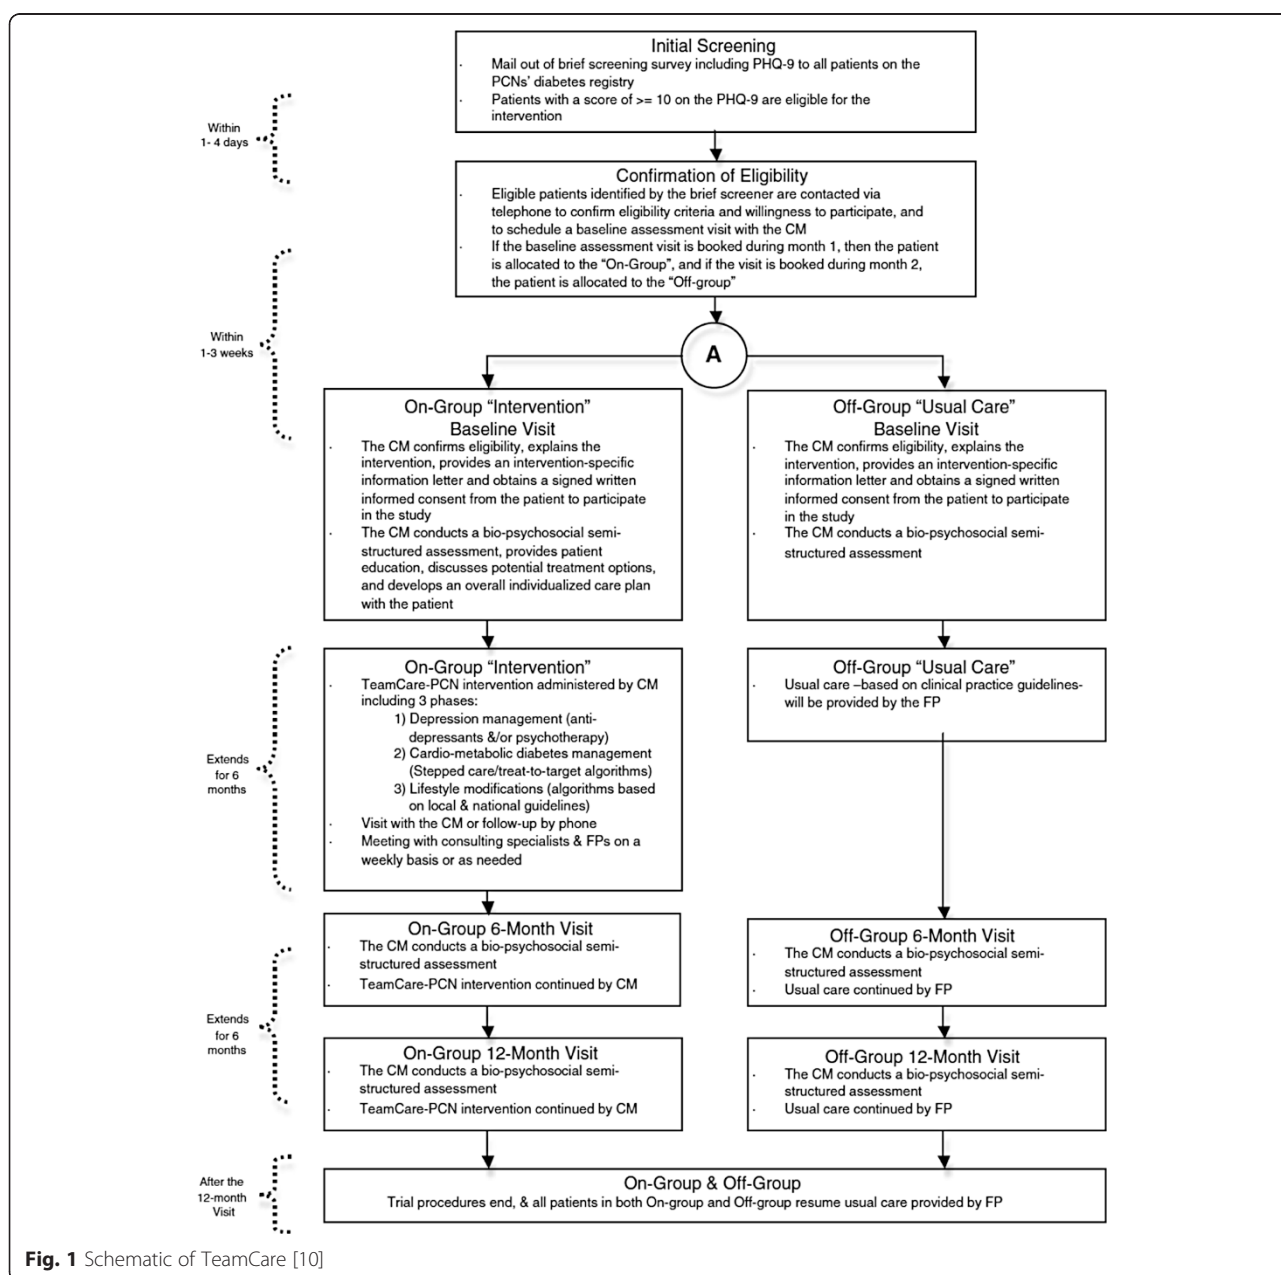 Initial Screening
· Mail out of brief screening survey including PHQ-9 to all patients on the
PCNs' diabetes registry
· Patients with a score of >= 10 on the PHQ-9 are eligible for the
intervention
Within
1- 4 days
Confirmation of Eligibility
· Eligible patients identified by the brief screener are contacted via
telephone to confirm eligibility criteria and willingness to participate, and
to schedule a baseline assessment visit with the CM
· If the baseline assessment visit is booked during month 1, then the patient
is allocated to the “On-Group”, and if the visit is booked during month 2,
the patient is allocated to the “Off-group”
Within
1-3 weeks
A
On-Group “Intervention”
Baseline Visit
· The CM confirms eligibility, explains the
intervention, provides an intervention-specific
information letter and obtains a signed written
informed consent from the patient to participate
in the study
· The CM conducts a bio-psychosocial semi-
structured assessment, provides patient
education, discusses potential treatment options,
and develops an overall individualized care plan
with the patient
Off-Group “Usual Care”
Baseline Visit
· The CM confirms eligibility, explains the
intervention, provides an intervention-specific
information letter and obtains a signed written
informed consent from the patient to participate
in the study
· The CM conducts a bio-psychosocial semi-
structured assessment
Extends
for 6
months
On-Group “Intervention”
· TeamCare-PCN intervention administered by CM
including 3 phases:
1) Depression management (anti-
depressants &/or psychotherapy)
2) Cardio-metabolic diabetes management
(Stepped care/treat-to-target algorithms)
3) Lifestyle modifications (algorithms based
on local & national guidelines)
· Visit with the CM or follow-up by phone
· Meeting with consulting specialists & FPs on a
weekly basis or as needed
Off-Group “Usual Care”
· Usual care –based on clinical practice guidelines-
will be provided by the FP
Extends
for 6
months
On-Group 6-Month Visit
· The CM conducts a bio-psychosocial semi-
structured assessment
· TeamCare-PCN intervention continued by CM
Off-Group 6-Month Visit
· The CM conducts a bio-psychosocial semi-
structured assessment
· Usual care continued by FP
On-Group 12-Month Visit
· The CM conducts a bio-psychosocial semi-
structured assessment
· TeamCare-PCN intervention continued by CM
Off-Group 12-Month Visit
· The CM conducts a bio-psychosocial semi-
structured assessment
· Usual care continued by FP
After the
12-month
Visit
On-Group & Off-Group
Trial procedures end, & all patients in both On-group and Off-group resume usual care provided by FP
Fig. 1 Schematic of TeamCare [10]